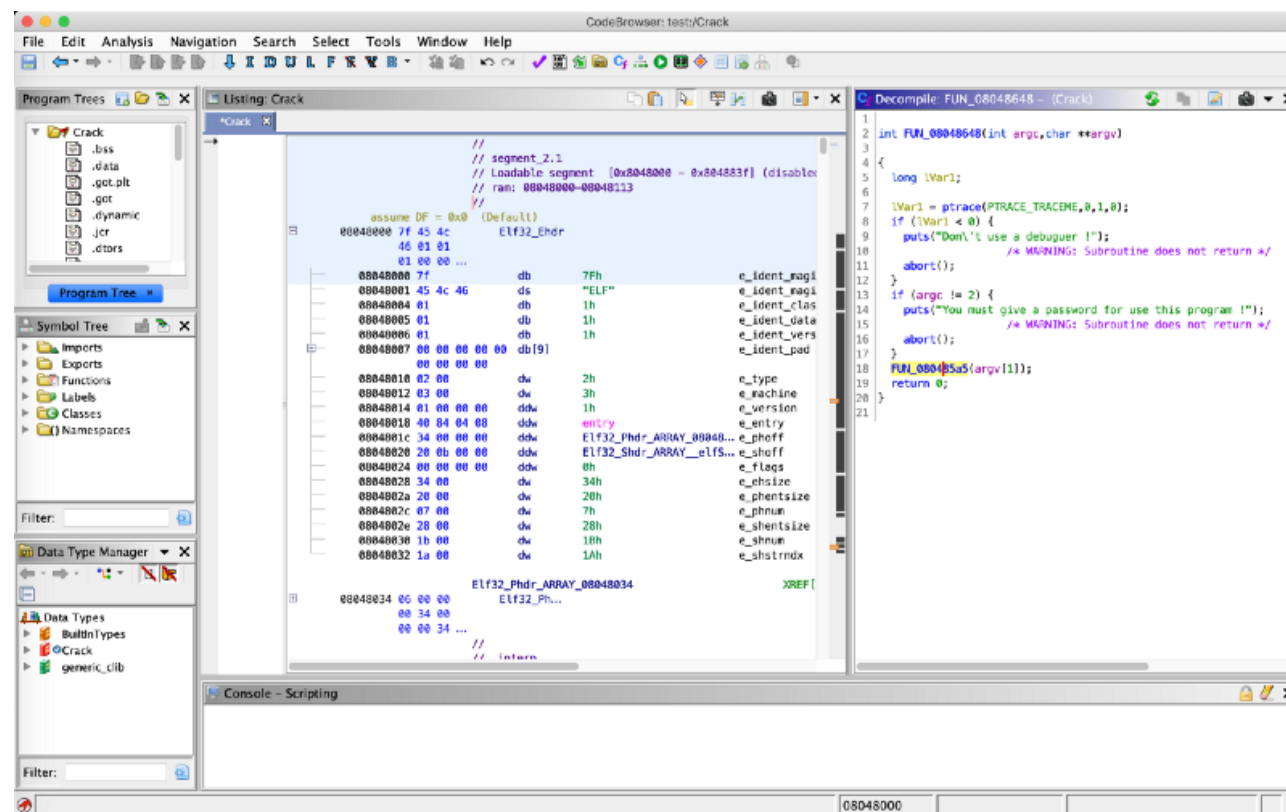 CodeBrowser: test:/Crack
File Edit Analysis Navigation Search Select Tools Window Help
Program Trees
Crack
.bss
.data
.got.plt
.got
.dynamic
.jcr
.dtors
Program Tree
Symbol Tree
Imports
Exports
Functions
Labels
Classes
Namespaces
Filter:
Data Type Manager
Data Types
BuiltInTypes
Crack
generic_clib
Filter:
Listing: Crack
*Crack
//
// segment_2.1
// Loadable segment [0x8048000 - 0x804883f] (disabled
// ram: 08048000-08048113
//
assume DF = 0x0 (Default)
08048000 7f 45 4c Elf32_Ehdr
46 01 01
01 00 00 ...
08048000 7f db 7Fh e_ident_magi
08048001 45 4c 46 ds "ELF" e_ident_magi
08048004 01 db 1h e_ident_clas
08048005 01 db 1h e_ident_data
08048006 01 db 1h e_ident_vers
08048007 00 00 00 00 00 db[9] e_ident_pad
00 00 00 00
08048010 02 00 dw 2h e_type
08048012 03 00 dw 3h e_machine
08048014 01 00 00 00 ddw 1h e_version
08048018 40 84 04 08 ddw entry e_entry
0804801c 34 00 00 00 ddw Elf32_Phdr_ARRAY_08048... e_phoff
08048020 20 0b 00 00 ddw Elf32_Shdr_ARRAY__elfS... e_shoff
08048024 00 00 00 00 ddw 0h e_flags
08048028 34 00 dw 34h e_ehsize
0804802a 20 00 dw 20h e_phentsize
0804802c 07 00 dw 7h e_phnum
0804802e 28 00 dw 28h e_shentsize
08048030 1b 00 dw 1Bh e_shnum
08048032 1a 00 dw 1Ah e_shstrndx
Elf32_Phdr_ARRAY_08048034 XREF[
08048034 06 00 00 Elf32_Ph...
00 34 00
00 00 34 ...
//
// intern
Decompile: FUN_08048648 - (Crack)
1
2 int FUN_08048648(int argc,char **argv)
3
4 {
5 long lVar1;
6
7 lVar1 = ptrace(PTRACE_TRACEME,0,1,0);
8 if (lVar1 < 0) {
9 puts("Don\'t use a debuguer !");
10 /* WARNING: Subroutine does not return */
11 abort();
12 }
13 if (argc != 2) {
14 puts("You must give a password for use this program !");
15 /* WARNING: Subroutine does not return */
16 abort();
17 }
18 FUN_080485a5(argv[1]);
19 return 0;
20 }
21
Console - Scripting
08048000